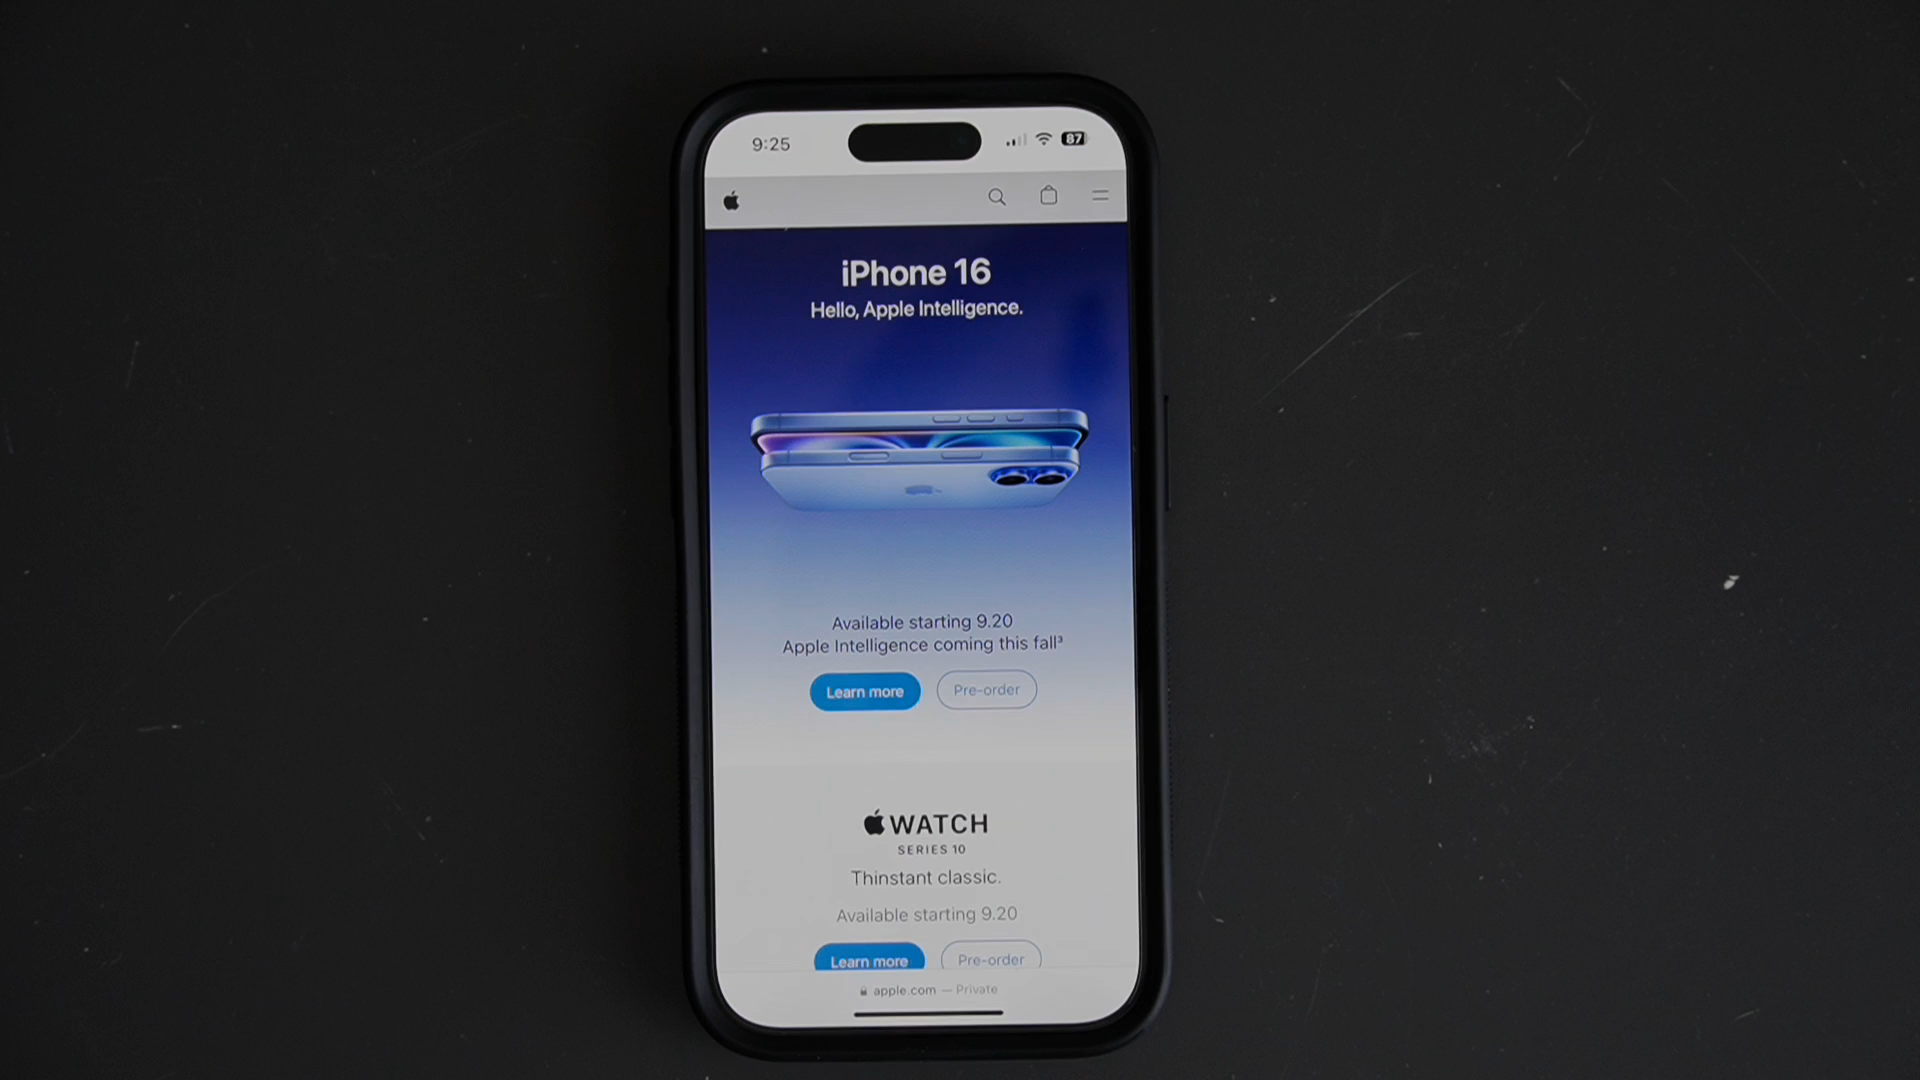 9:25
87
iPhone 16
Hello, Apple Intelligence.
Available starting 9.20
Apple Intelligence coming this fall³
Learn more
Pre-order
WATCH
SERIES 10
Thinstant classic.
Available starting 9.20
Learn more
Pre-order
apple.com — Private